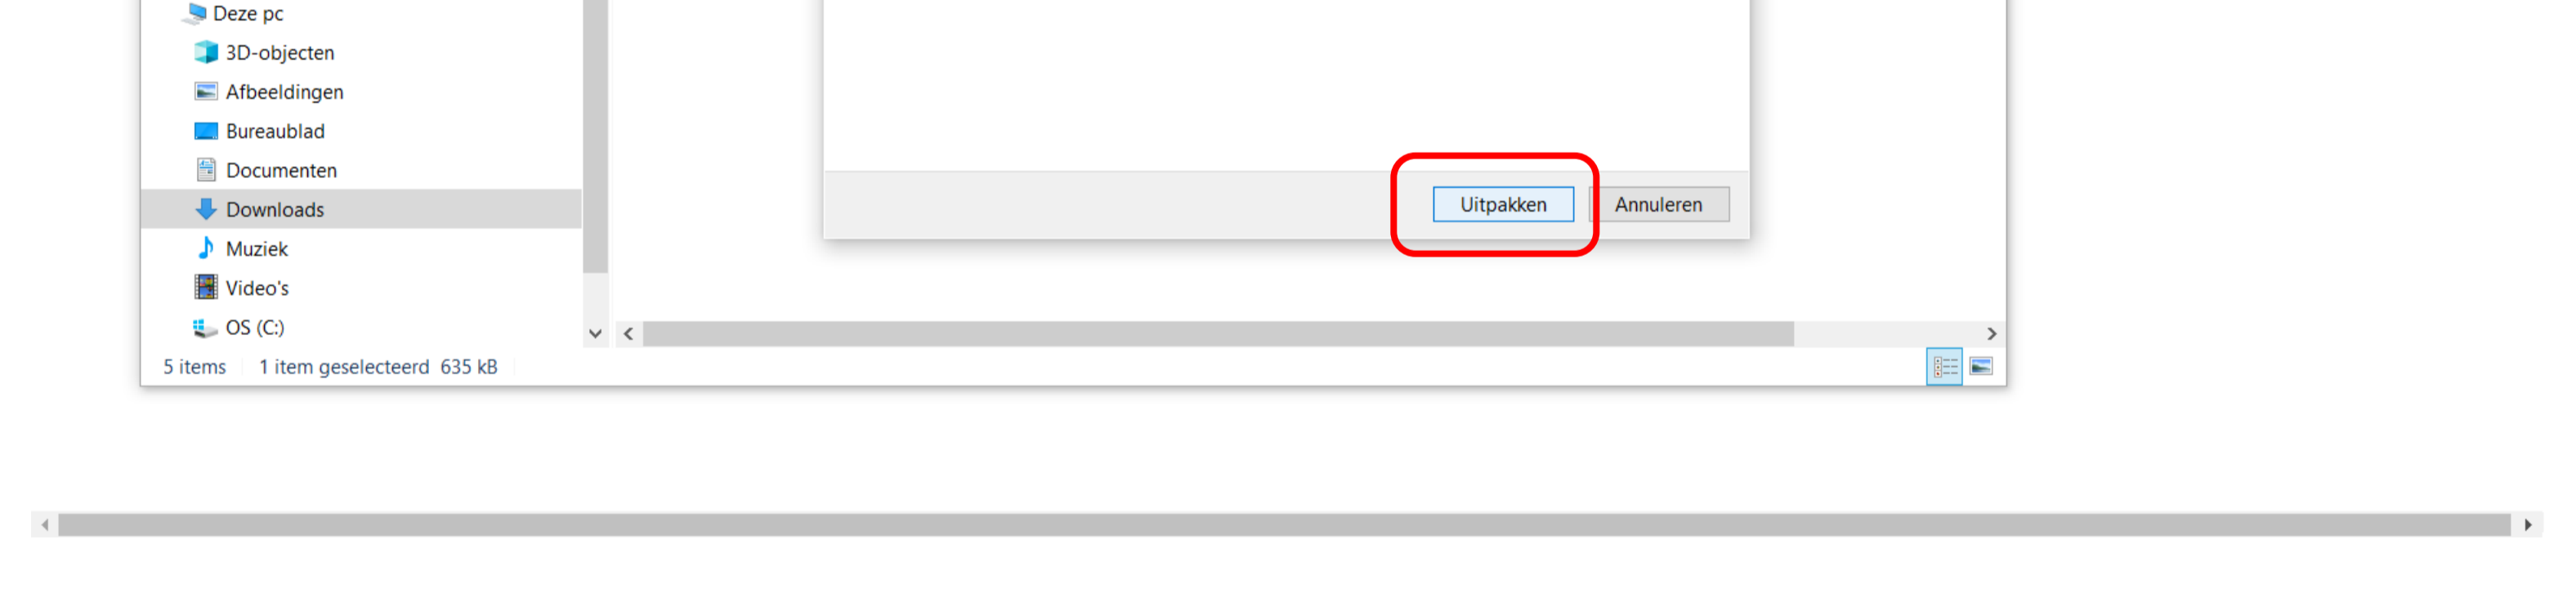 Deze pc
3D-objecten
Afbeeldingen
Bureaublad
Documenten
Downloads
Muziek
Video's
OS (C:)
Uitpakken
Annuleren
5 items 1 item geselecteerd 635 kB